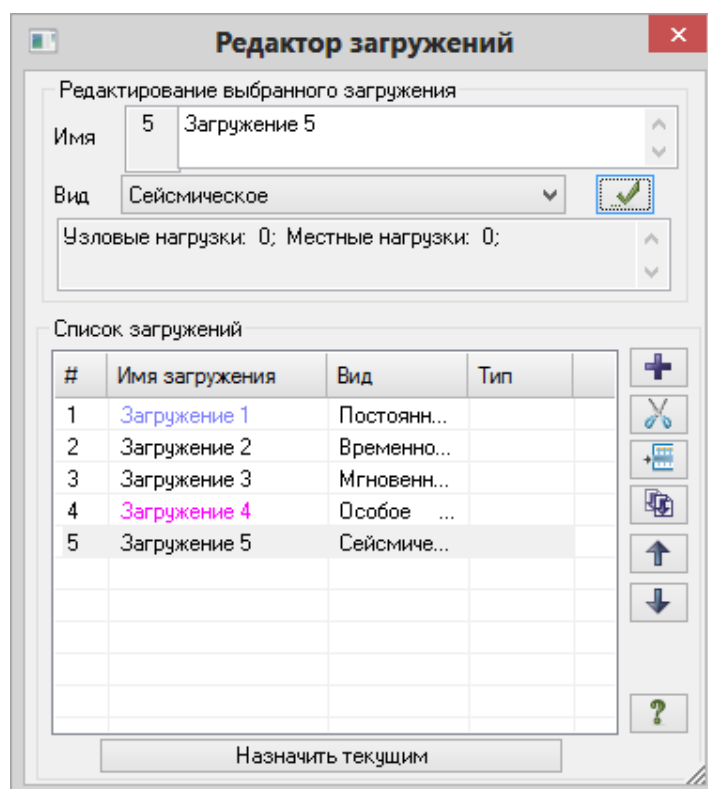 Редактор загружений
Редактирование выбранного загружения
Имя 5 Загружение 5
Вид Сейсмическое
Узловые нагрузки: 0; Местные нагрузки: 0;
Список загружений
# Имя загружения Вид Тип
1 Загружение 1 Постоянн...
2 Загружение 2 Временно...
3 Загружение 3 Мгновенн...
4 Загружение 4 Особое ...
5 Загружение 5 Сейсмиче...
Назначить текущим